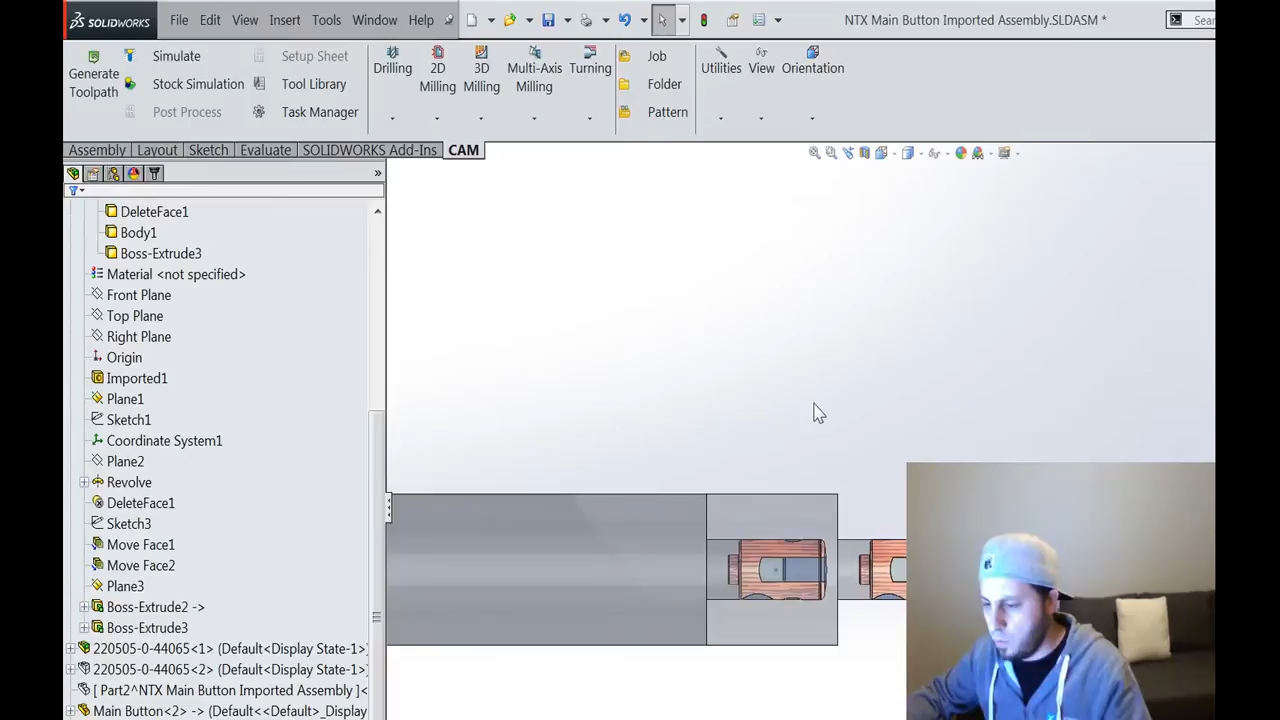 SOLIDWORKS File Edit View Insert Tools Window Help NTX Main Button Imported Assembly.SLDASM * Sear
Generate Toolpath
Simulate
Stock Simulation
Post Process
Setup Sheet
Tool Library
Task Manager
Drilling
2D Milling
3D Milling
Multi-Axis Milling
Turning
Job
Folder
Pattern
Utilities
View
Orientation
Assembly Layout Sketch Evaluate SOLIDWORKS Add-Ins CAM
DeleteFace1
Body1
Boss-Extrude3
Material <not specified>
Front Plane
Top Plane
Right Plane
Origin
Imported1
Plane1
Sketch1
Coordinate System1
Plane2
Revolve
DeleteFace1
Sketch3
Move Face1
Move Face2
Plane3
Boss-Extrude2 ->
Boss-Extrude3
220505-0-44065<1> (Default<Display State-1>)
220505-0-44065<2> (Default<Display State-1>)
[ Part2^NTX Main Button Imported Assembly ]<
Main Button<2> -> (Default<<Default>_Display